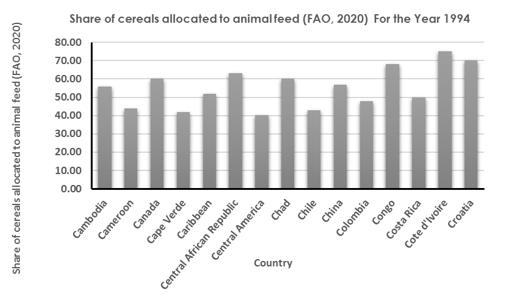 Share of cereals allocated to animal feed (FAO, 2020) For the Year 1994
Share of cereals allocated to animal feed (FAO, 2020)
80.00
70.00
60.00
50.00
40.00
30.00
20.00
10.00
0.00
Cambodia
Cameroon
Canada
Cape Verde
Caribbean
Central African Republic
Central America
Chad
Chile
China
Colombia
Congo
Costa Rica
Cote d'Ivoire
Croatia
Country